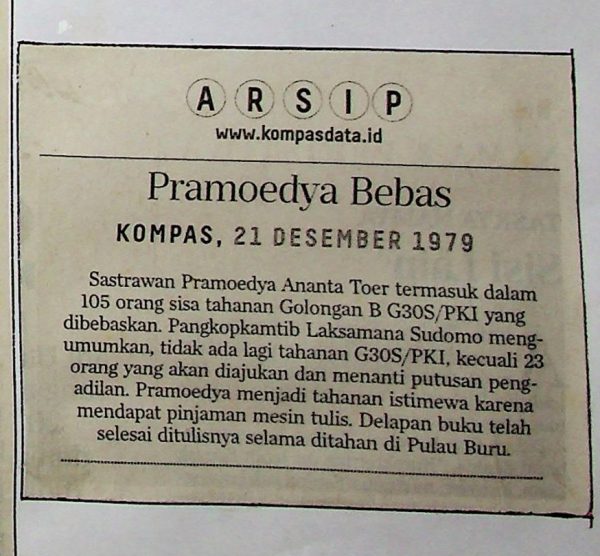 ARSIP
www.kompasdata.id
Pramoedya Bebas
KOMPAS, 21 DESEMBER 1979
Sastrawan Pramoedya Ananta Toer termasuk dalam
105 orang sisa tahanan Golongan B G30S/PKI yang
dibebaskan. Pangkopkamtib Laksamana Sudomo meng-
umumkan, tidak ada lagi tahanan G30S/PKI, kecuali 23
orang yang akan diajukan dan menanti putusan peng-
adilan. Pramoedya menjadi tahanan istimewa karena
mendapat pinjaman mesin tulis. Delapan buku telah
selesai ditulisnya selama ditahan di Pulau Buru.